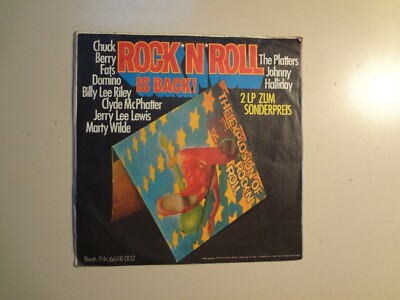 Chuck
Berry
Fats
Domino
Billy Lee Riley
Clyde McPhatter
Jerry Lee Lewis
Marty Wilde
ROCK'N'ROLL
IS BACK!
The Platters
Johnny
Halliday
2 LP ZUM
SONDERPREIS
THE EXPLOSION OF
ROCK'N
ROLL
Best.-Nr. 6618 002